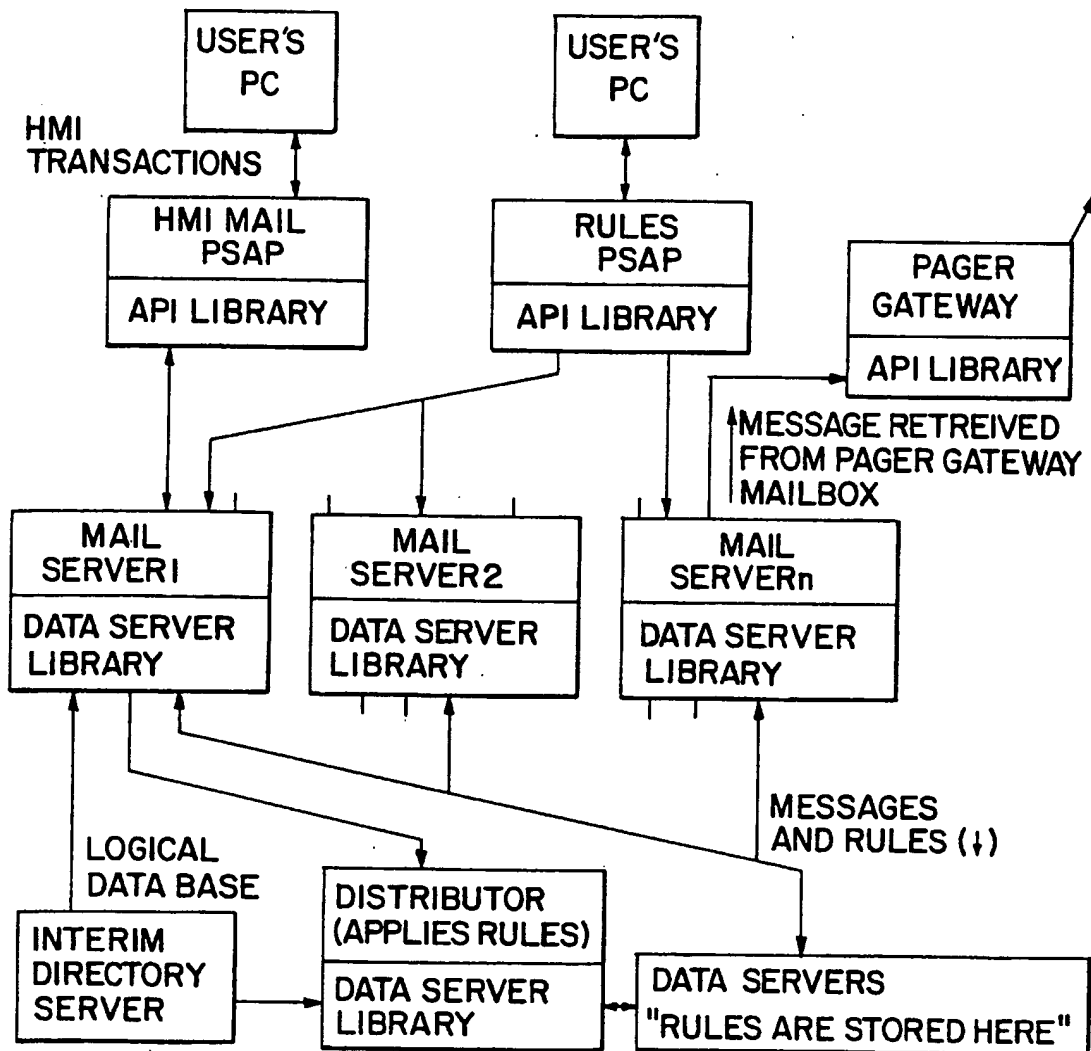 USER'S
PC
USER'S
PC
HMI
TRANSACTIONS
HMI MAIL
PSAP
API LIBRARY
RULES
PSAP
API LIBRARY
PAGER
GATEWAY
API LIBRARY
MESSAGE RETREIVED
FROM PAGER GATEWAY
MAILBOX
MAIL
SERVER1
DATA SERVER
LIBRARY
MAIL
SERVER2
DATA SERVER
LIBRARY
MAIL
SERVERn
DATA SERVER
LIBRARY
MESSAGES
AND RULES (↓)
LOGICAL
DATA BASE
INTERIM
DIRECTORY
SERVER
DISTRIBUTOR
(APPLIES RULES)
DATA SERVER
LIBRARY
DATA SERVERS
"RULES ARE STORED HERE"